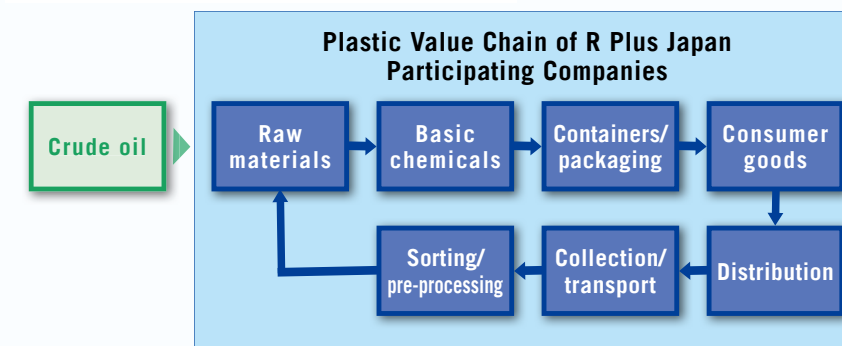 Plastic Value Chain of R Plus Japan
Participating Companies
Crude oil
Raw
materials
Basic
chemicals
Containers/
packaging
Consumer
goods
Sorting/
pre-processing
Collection/
transport
Distribution